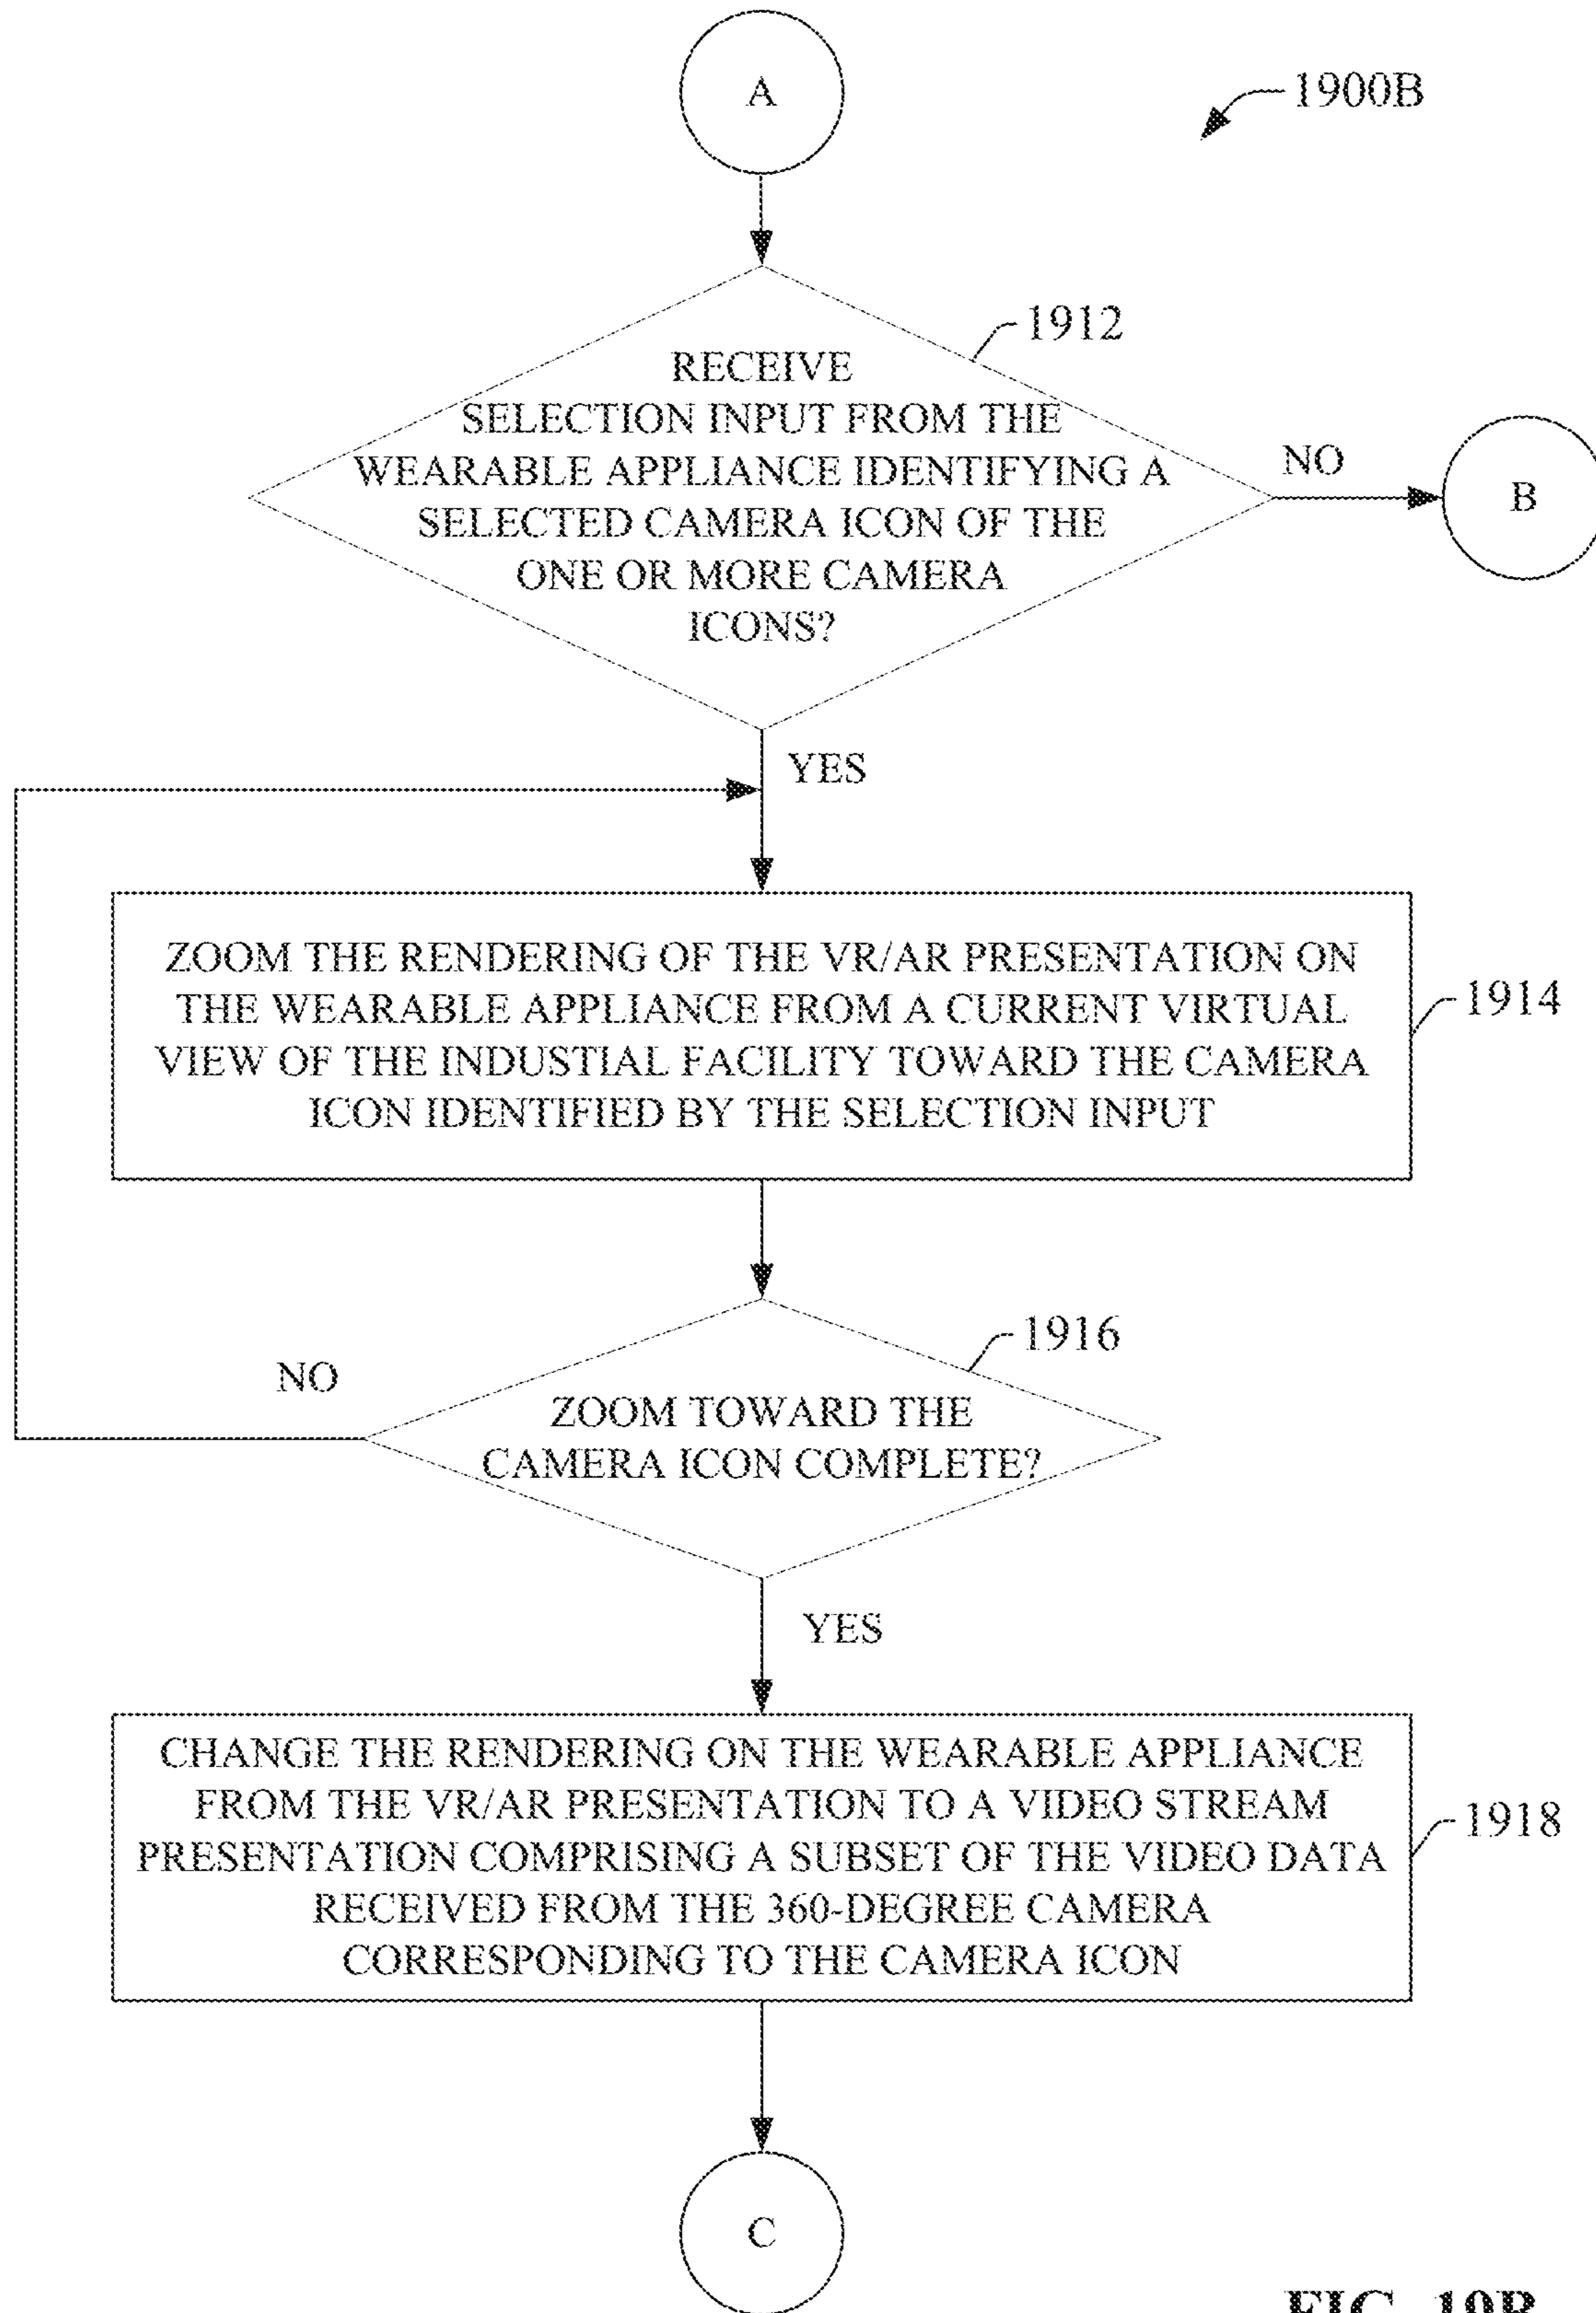 A
1900B
1912
RECEIVE
SELECTION INPUT FROM THE
WEARABLE APPLIANCE IDENTIFYING A
SELECTED CAMERA ICON OF THE
ONE OR MORE CAMERA
ICONS?
NO
B
YES
ZOOM THE RENDERING OF THE VR/AR PRESENTATION ON
THE WEARABLE APPLIANCE FROM A CURRENT VIRTUAL
VIEW OF THE INDUSTIAL FACILITY TOWARD THE CAMERA
ICON IDENTIFIED BY THE SELECTION INPUT
1914
1916
NO
ZOOM TOWARD THE
CAMERA ICON COMPLETE?
YES
CHANGE THE RENDERING ON THE WEARABLE APPLIANCE
FROM THE VR/AR PRESENTATION TO A VIDEO STREAM
PRESENTATION COMPRISING A SUBSET OF THE VIDEO DATA
RECEIVED FROM THE 360-DEGREE CAMERA
CORRESPONDING TO THE CAMERA ICON
1918
C
FIG. 19B